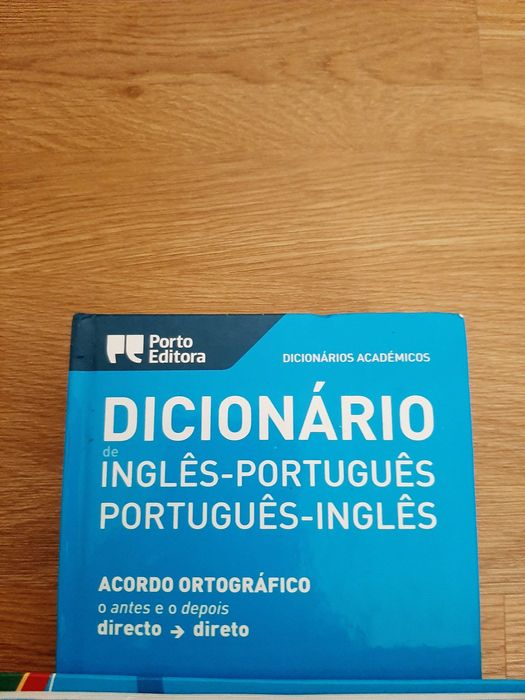 Porto
Editora
DICIONÁRIOS ACADÉMICOS
DICIONÁRIO
de
INGLÊS-PORTUGUÊS
PORTUGUÊS-INGLÊS
ACORDO ORTOGRÁFICO
o antes e o depois
directo → direto